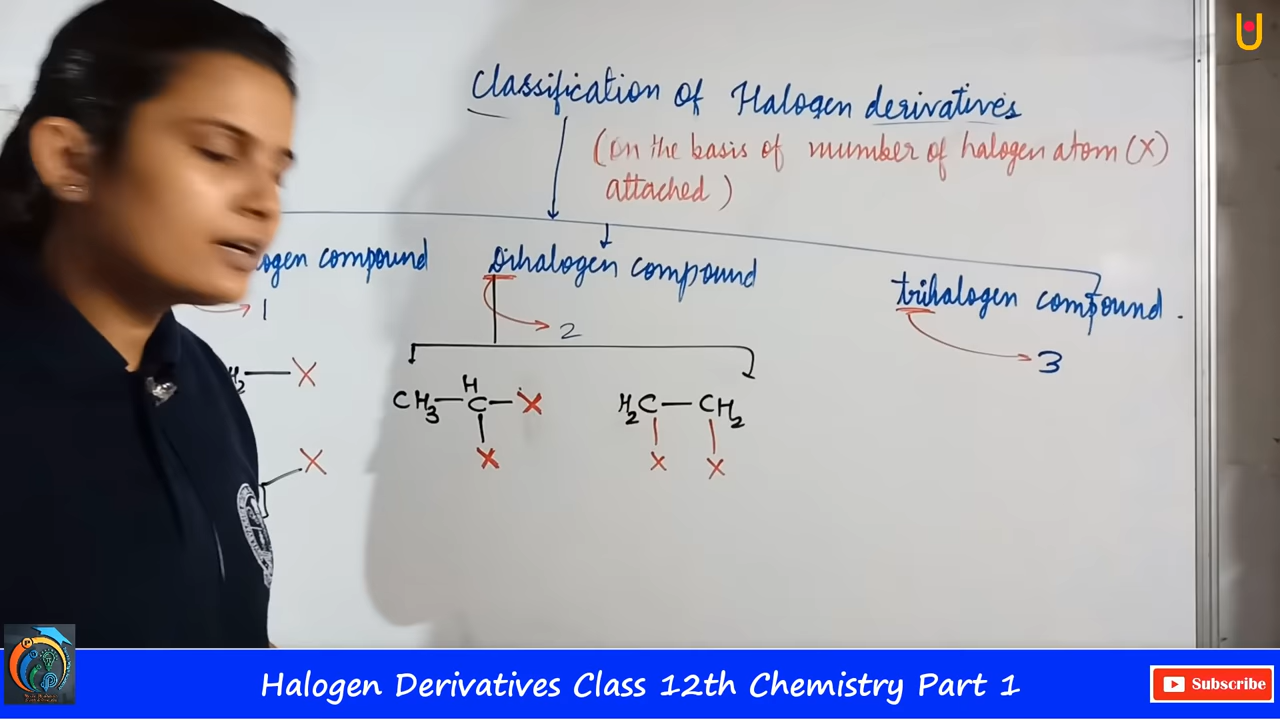 Classification of Halogen derivatives
(on the basis of number of halogen atom (X)
attached)
ogen compound
Dihalogen compound
trihalogen compound.
1
2
3
H2 — X
X
CH3 — C — X
H
X
H2C — CH2
X X
Halogen Derivatives Class 12th Chemistry Part 1
Subscribe